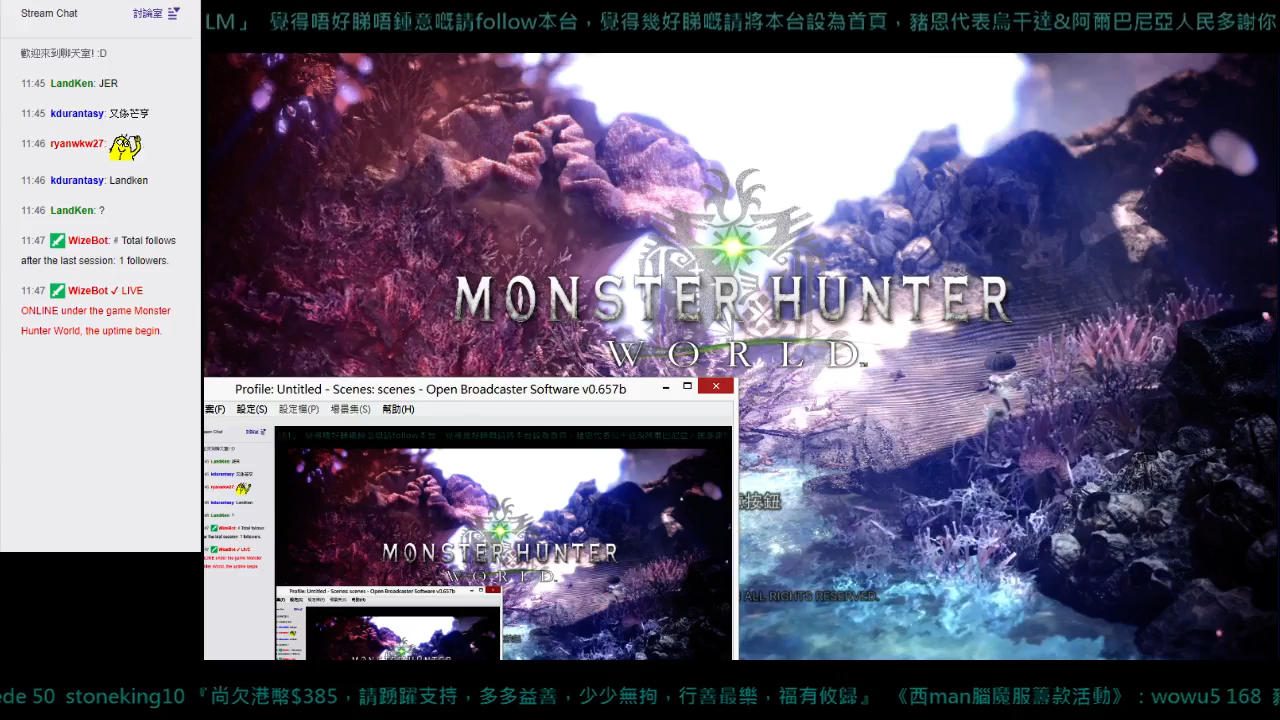 Stream Chat
討論室
LM」 覺得唔好睇唔鍾意嘅請follow本台，覺得幾好睇嘅請將本台設為首頁，豬恩代表烏干達&阿爾巴尼亞人民多謝你
歡迎來到聊天室! :D
11:45 LandKen: JER
11:45 kdurantasy: 又係芒亨
11:46 ryanwkw27:
11:46 kdurantasy: Landken
11:46 LandKen: ?
11:47 WizeBot: # Total follows
after the last session: 1 followers.
11:47 WizeBot ✓ LIVE
ONLINE under the game Monster
Hunter World, the uptime begin.
MONSTER HUNTER
WORLD™
Profile: Untitled - Scenes: scenes - Open Broadcaster Software v0.657b
案(F) 設定(S) 設定檔(P) 場景集(S) 幫助(H)
MONSTER HUNTER
WORLD
Profile: Untitled - Scenes: scenes - Open Broadcaster Software v0.657b
MONSTER HUNTER
按鈕
ALL RIGHTS RESERVED.
ede 50 stoneking10 『尚欠港幣$385，請踴躍支持，多多益善，少少無拘，行善最樂，福有攸歸』 《西man腦魔服籌款活動》：wowu5 168